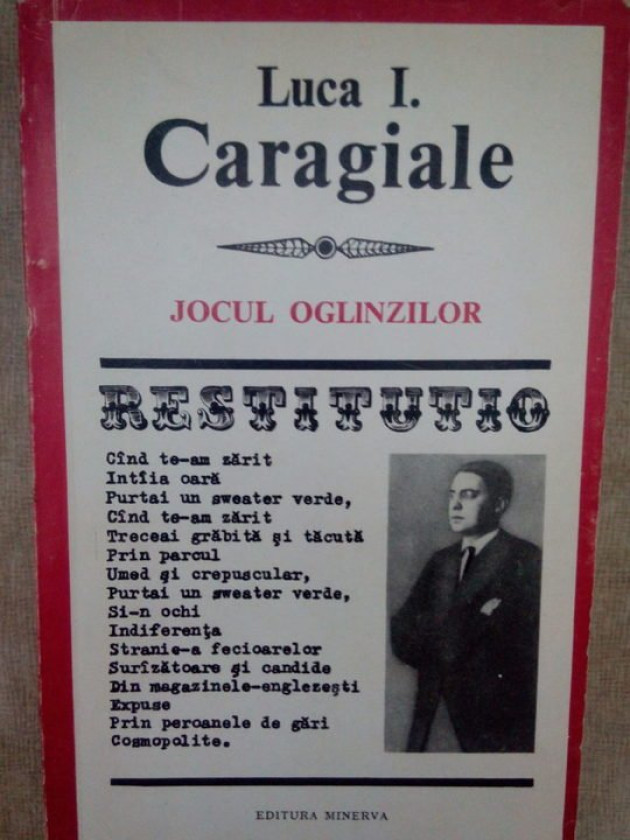 Luca I.
Caragiale
JOCUL OGLINZILOR
RESTITUTIO
Cînd te-am zărit
Intîia oară
Purtai un sweater verde,
Cînd te-am zărit
Treceai grăbită şi tăcută
Prin parcul
Umed şi crepuscular,
Purtai un sweater verde,
Si-n ochi
Indiferenţa
Stranie-a fecioarelor
Surîzătoare şi candide
Din magazinele-englezeşti
Expuse
Prin peroanele de gări
Cosmopolite.
EDITURA MINERVA